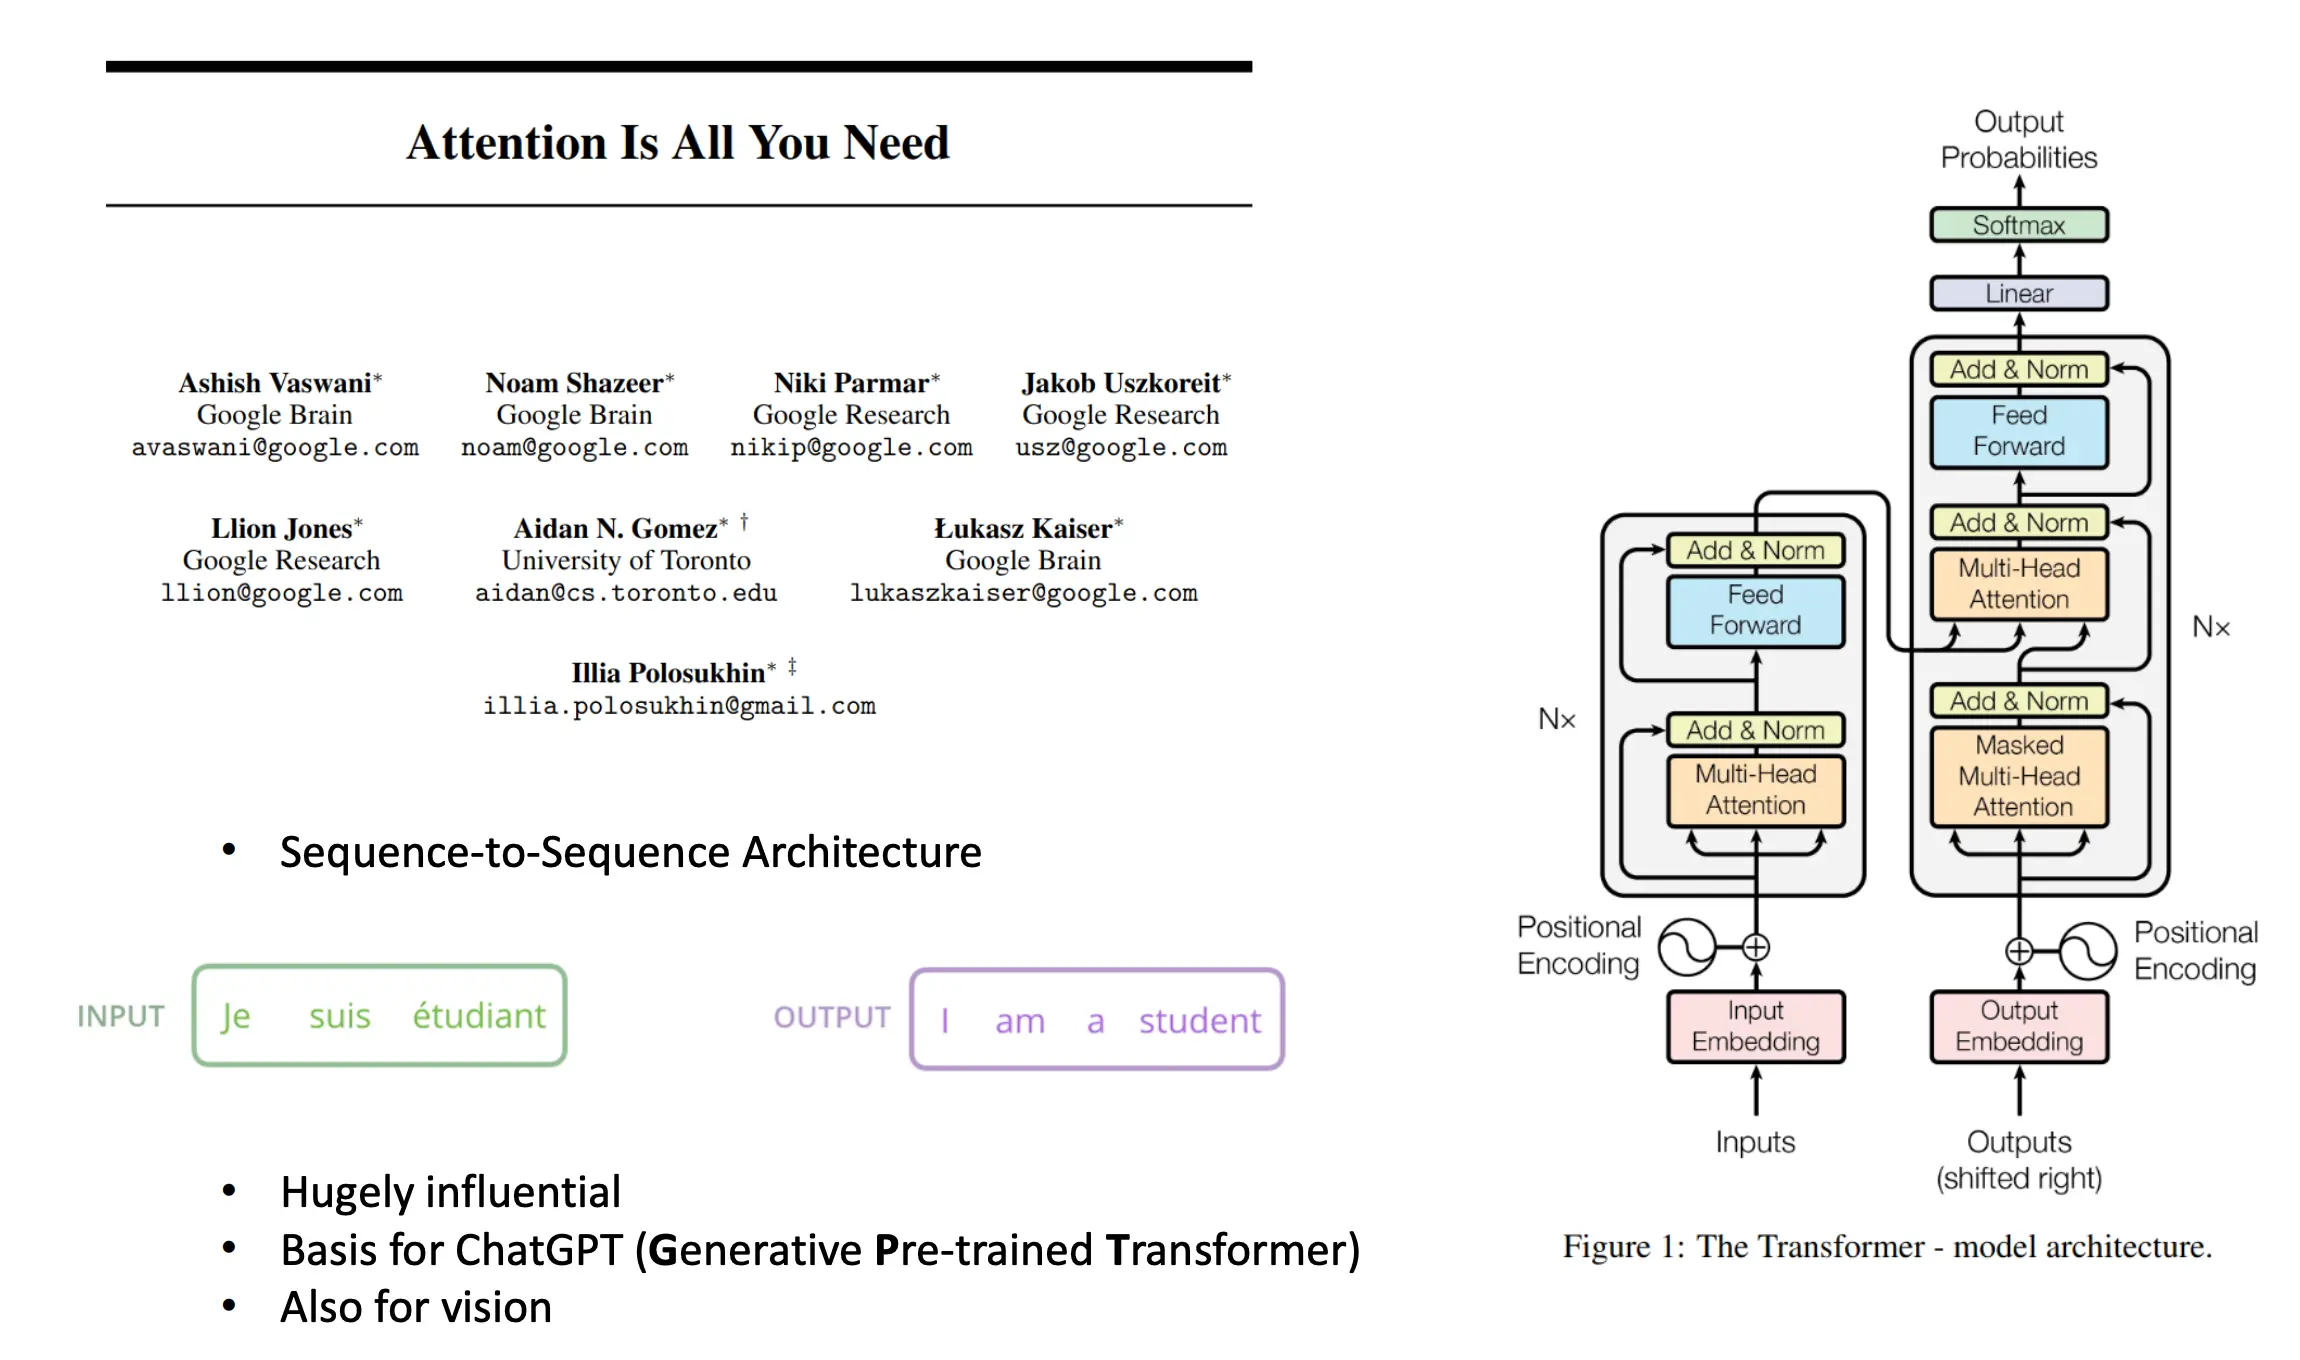 Attention Is All You Need
Ashish Vaswani* Noam Shazeer* Niki Parmar* Jakob Uszkoreit*
Google Brain Google Brain Google Research Google Research
avaswani@google.com noam@google.com nikip@google.com usz@google.com
Llion Jones* Aidan N. Gomez* † Łukasz Kaiser*
Google Research University of Toronto Google Brain
llion@google.com aidan@cs.toronto.edu lukaszkaiser@google.com
Illia Polosukhin* ‡
illia.polosukhin@gmail.com
• Sequence-to-Sequence Architecture
INPUT Je suis étudiant
OUTPUT I am a student
• Hugely influential
• Basis for ChatGPT (Generative Pre-trained Transformer)
• Also for vision
Output
Probabilities
Softmax
Linear
Add & Norm
Feed
Forward
Add & Norm
Multi-Head
Attention
N×
Add & Norm
Masked
Multi-Head
Attention
Add & Norm
Feed
Forward
N×
Add & Norm
Multi-Head
Attention
Positional
Encoding
Positional
Encoding
Input
Embedding
Output
Embedding
Inputs
Outputs
(shifted right)
Figure 1: The Transformer - model architecture.